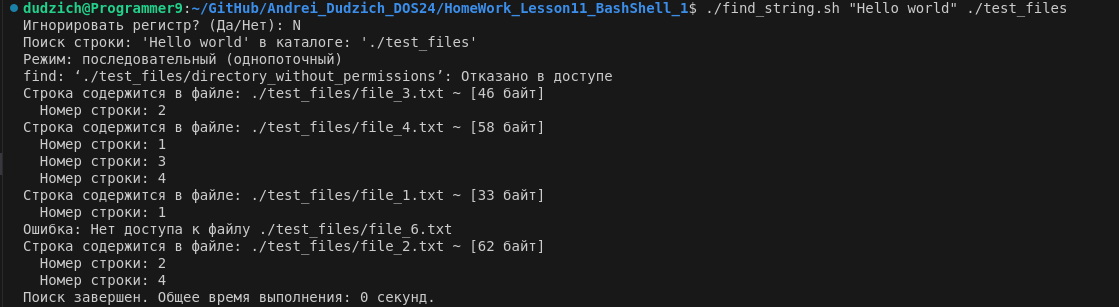 dudzich@Programmer9:~/GitHub/Andrei_Dudzich_DOS24/HomeWork_Lesson11_BashShell_1$ ./find_string.sh "Hello world" ./test_files
Игнорировать регистр? (Да/Нет): N
Поиск строки: 'Hello world' в каталоге: './test_files'
Режим: последовательный (однопоточный)
find: ‘./test_files/directory_without_permissions’: Отказано в доступе
Строка содержится в файле: ./test_files/file_3.txt ~ [46 байт]
  Номер строки: 2
Строка содержится в файле: ./test_files/file_4.txt ~ [58 байт]
  Номер строки: 1
  Номер строки: 3
  Номер строки: 4
Строка содержится в файле: ./test_files/file_1.txt ~ [33 байт]
  Номер строки: 1
Ошибка: Нет доступа к файлу ./test_files/file_6.txt
Строка содержится в файле: ./test_files/file_2.txt ~ [62 байт]
  Номер строки: 2
  Номер строки: 4
Поиск завершен. Общее время выполнения: 0 секунд.